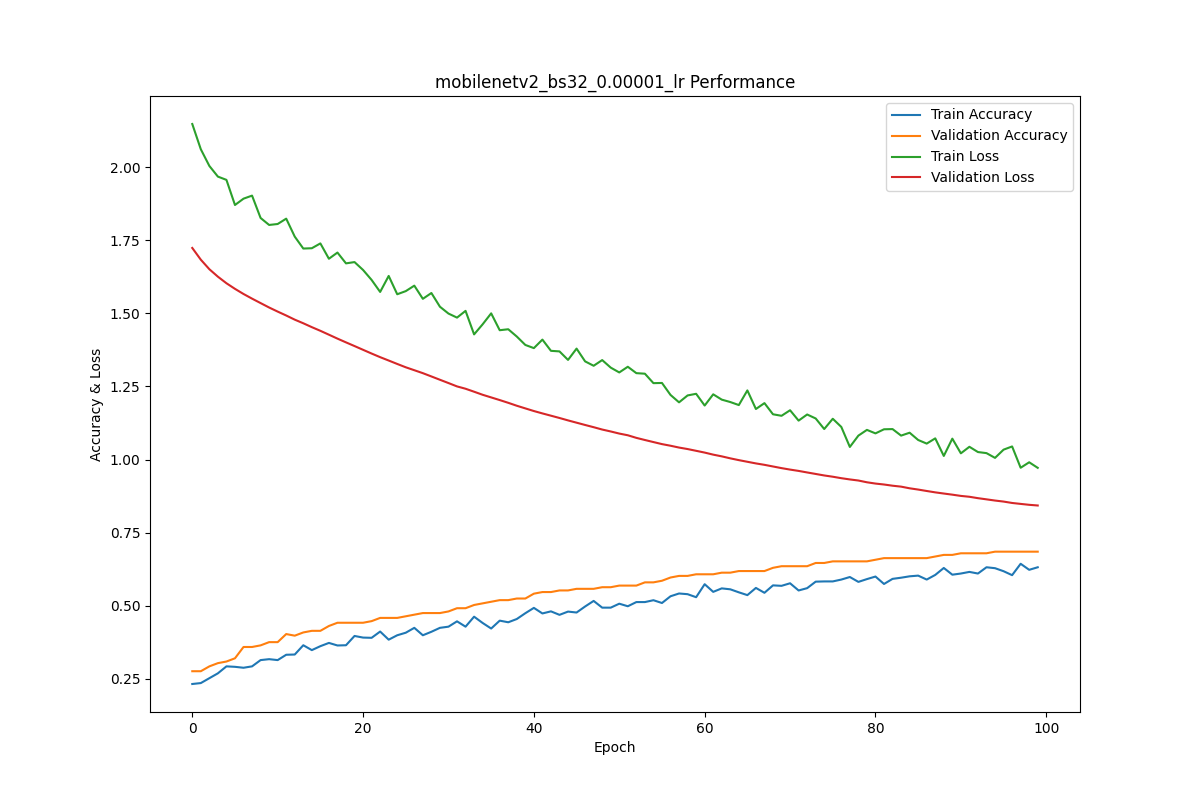 mobilenetv2_bs32_0.00001_lr Performance
Train Accuracy
Validation Accuracy
Train Loss
Validation Loss
Accuracy & Loss
2.00
1.75
1.50
1.25
1.00
0.75
0.50
0.25
0 20 40 60 80 100
Epoch